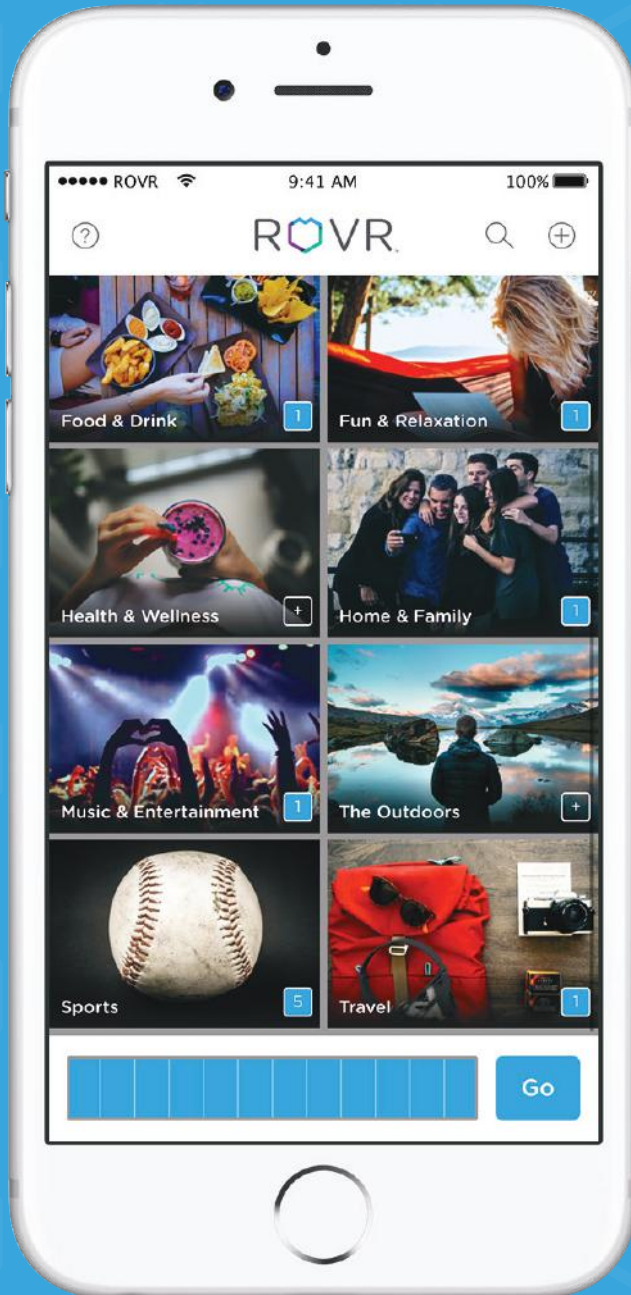 ROVR 9:41 AM 100%
? ROVR. +
Food & Drink 1 Fun & Relaxation 1
Health & Wellness + Home & Family 1
Music & Entertainment 1 The Outdoors +
Sports 5 Travel 1
Go